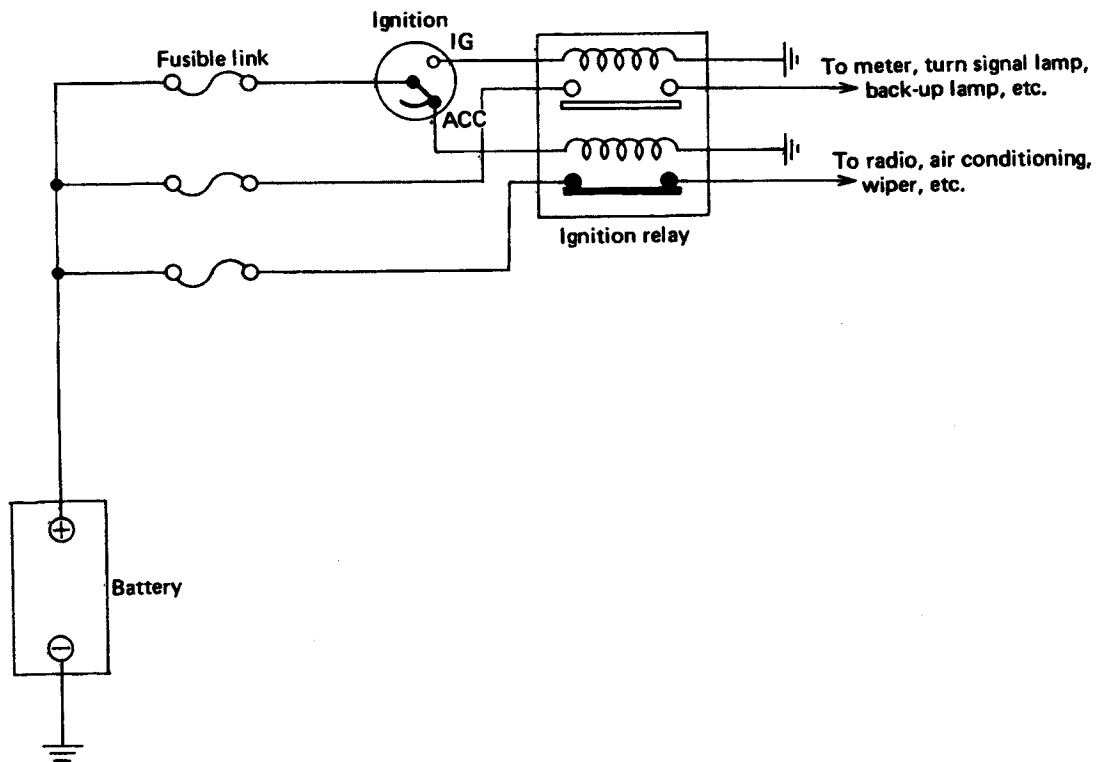 Ignition
IG
Fusible link
ACC
To meter, turn signal lamp,
back-up lamp, etc.
To radio, air conditioning,
wiper, etc.
Ignition relay
+
Battery
−